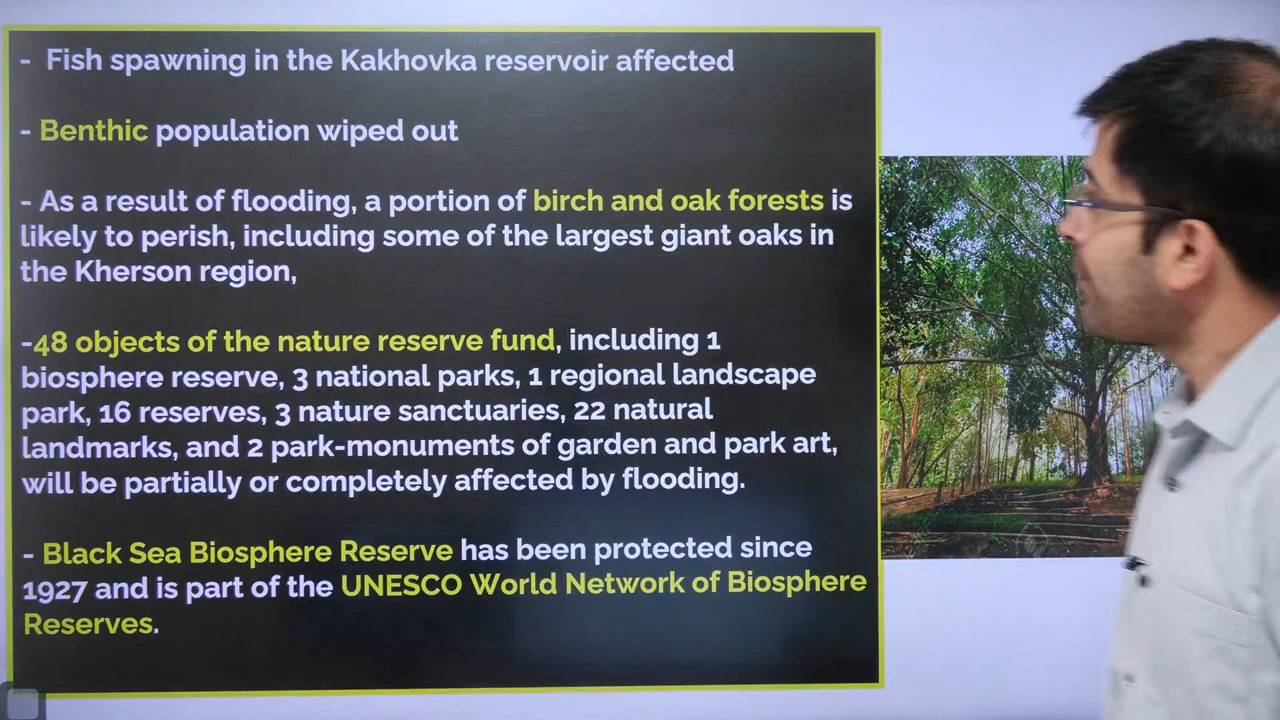 - Fish spawning in the Kakhovka reservoir affected
- Benthic population wiped out
- As a result of flooding, a portion of birch and oak forests is
likely to perish, including some of the largest giant oaks in
the Kherson region,
-48 objects of the nature reserve fund, including 1
biosphere reserve, 3 national parks, 1 regional landscape
park, 16 reserves, 3 nature sanctuaries, 22 natural
landmarks, and 2 park-monuments of garden and park art,
will be partially or completely affected by flooding.
- Black Sea Biosphere Reserve has been protected since
1927 and is part of the UNESCO World Network of Biosphere
Reserves.